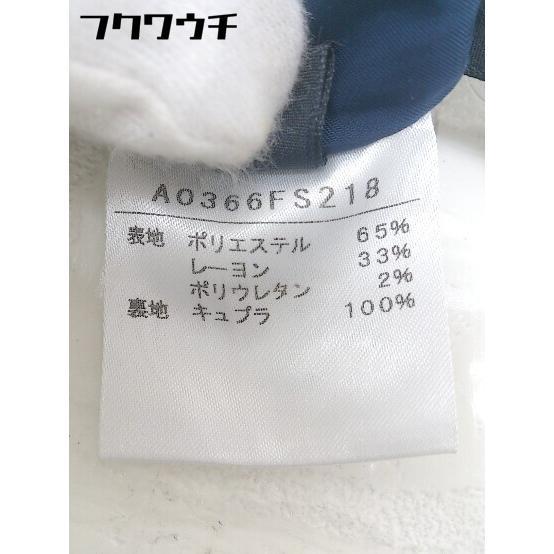 フクワウチ
A0366FS218
表地 ポリエステル 65%
レーヨン 33%
ポリウレタン 2%
裏地 キュプラ 100%